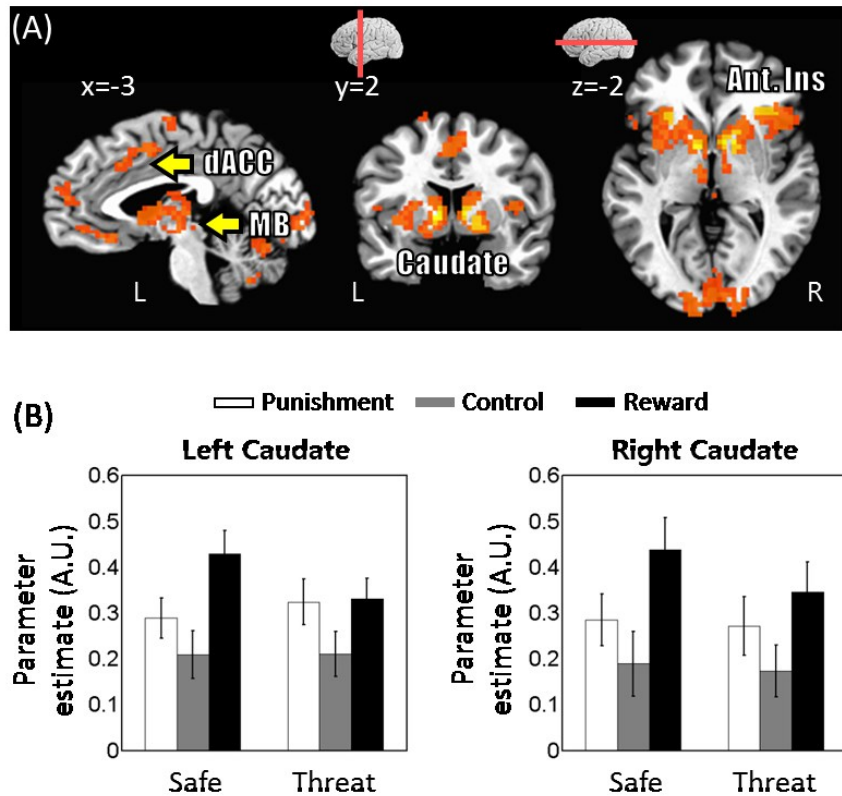 (A)
x=-3
y=2
z=-2
Ant. Ins
dACC
MB
Caudate
L
L
R
(B)
Punishment
Control
Reward
Left Caudate
Right Caudate
Parameter
estimate (A.U.)
0.6
0.5
0.4
0.3
0.2
0.1
0
Safe
Threat
Parameter
estimate (A.U.)
0.6
0.5
0.4
0.3
0.2
0.1
0
Safe
Threat